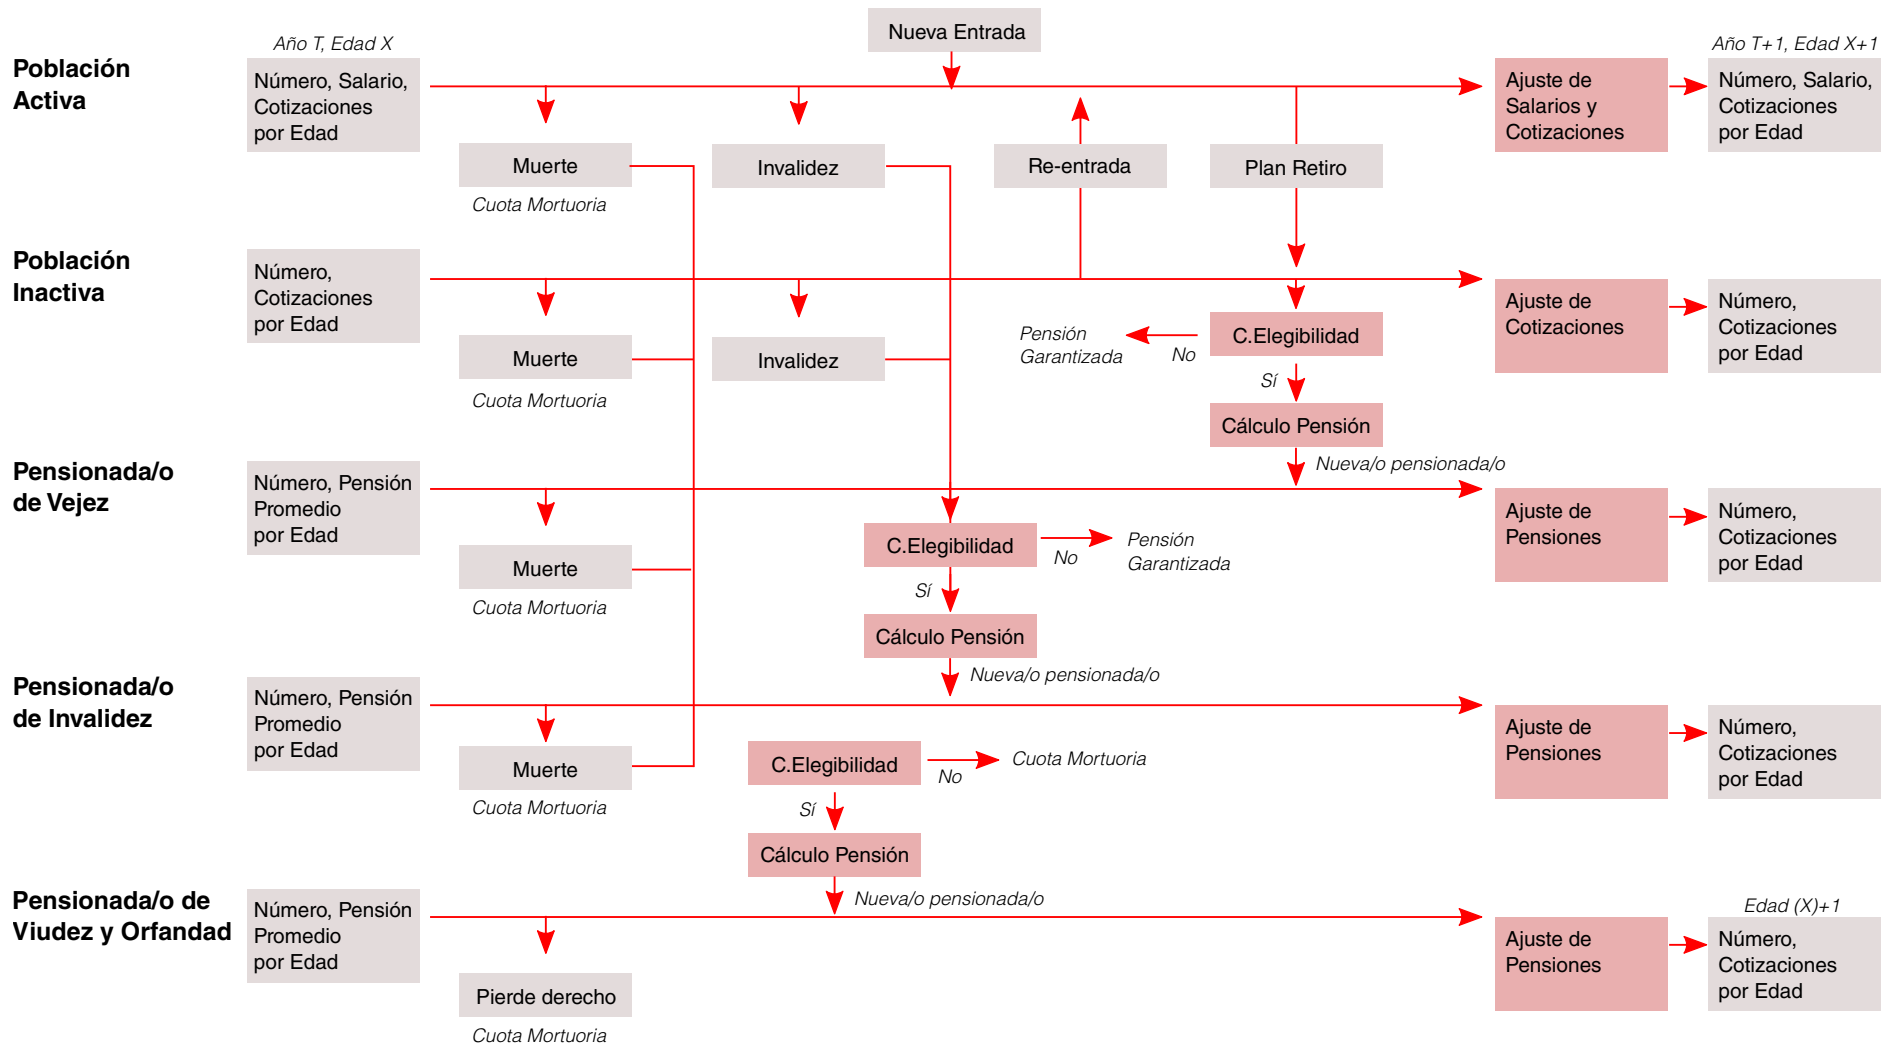 Nueva Entrada
Año T, Edad X
Año T+1, Edad X+1
Población
Activa
Número, Salario,
Cotizaciones
por Edad
Ajuste de
Salarios y
Cotizaciones
Número, Salario,
Cotizaciones
por Edad
Muerte
Cuota Mortuoria
Invalidez
Re-entrada
Plan Retiro
Población
Inactiva
Número,
Cotizaciones
por Edad
Ajuste de
Cotizaciones
Número,
Cotizaciones
por Edad
Muerte
Cuota Mortuoria
Invalidez
Pensión
Garantizada
No
C.Elegibilidad
Sí
Cálculo Pensión
Nueva/o pensionada/o
Pensionada/o
de Vejez
Número, Pensión
Promedio
por Edad
Ajuste de
Pensiones
Número,
Cotizaciones
por Edad
Muerte
Cuota Mortuoria
C.Elegibilidad
No
Pensión
Garantizada
Sí
Cálculo Pensión
Nueva/o pensionada/o
Pensionada/o
de Invalidez
Número, Pensión
Promedio
por Edad
Ajuste de
Pensiones
Número,
Cotizaciones
por Edad
Muerte
Cuota Mortuoria
C.Elegibilidad
No
Cuota Mortuoria
Sí
Cálculo Pensión
Nueva/o pensionada/o
Pensionada/o de
Viudez y Orfandad
Número, Pensión
Promedio
por Edad
Ajuste de
Pensiones
Edad (X)+1
Número,
Cotizaciones
por Edad
Pierde derecho
Cuota Mortuoria